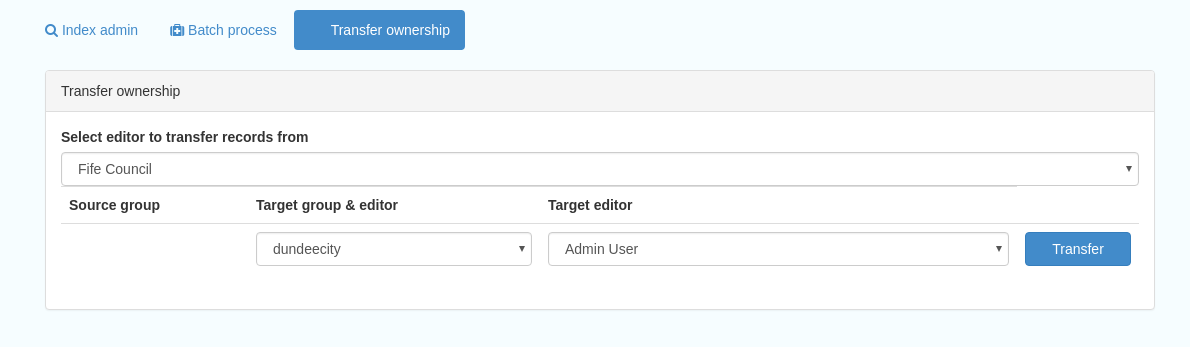 Index admin
Batch process
Transfer ownership
Transfer ownership
Select editor to transfer records from
Fife Council
Source group
Target group & editor
Target editor
dundeecity
Admin User
Transfer